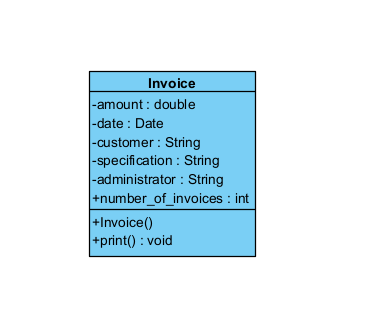 Invoice
-amount : double
-date : Date
-customer : String
-specification : String
-administrator : String
+number_of_invoices : int
+Invoice()
+print() : void